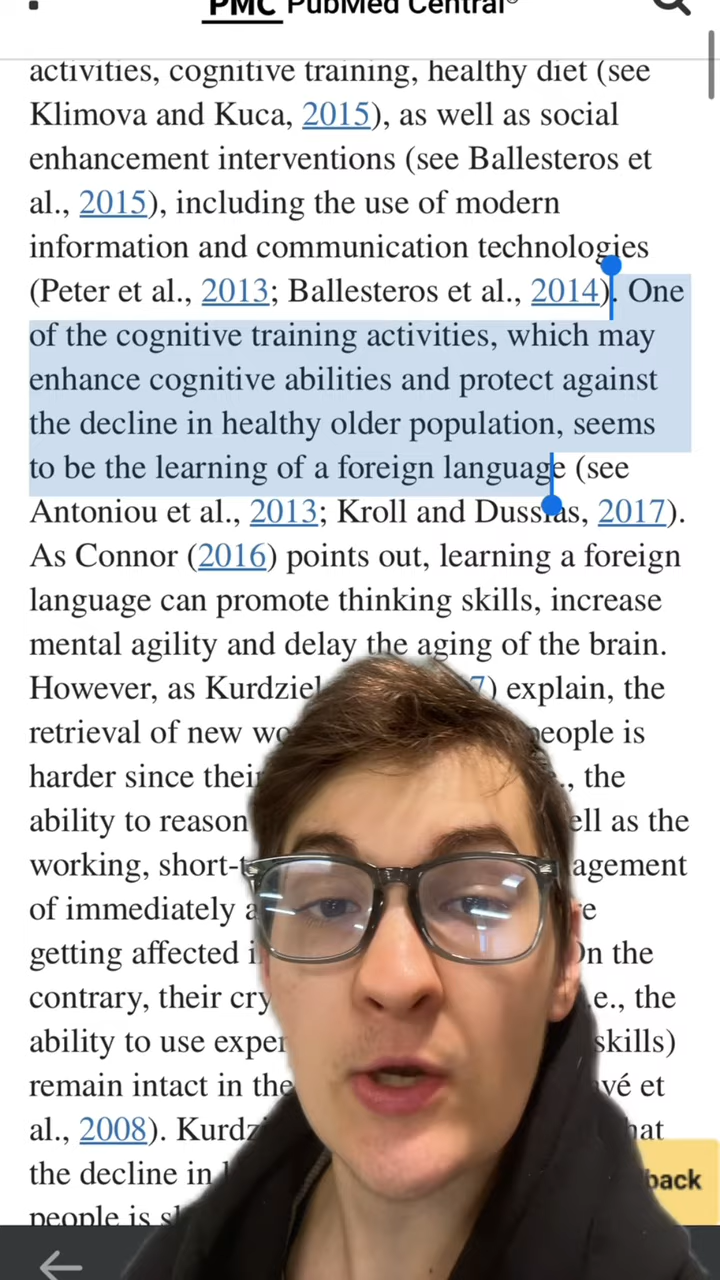 PMC PubMed Central®
activities, cognitive training, healthy diet (see
Klimova and Kuca, 2015), as well as social
enhancement interventions (see Ballesteros et
al., 2015), including the use of modern
information and communication technologies
(Peter et al., 2013; Ballesteros et al., 2014). One
of the cognitive training activities, which may
enhance cognitive abilities and protect against
the decline in healthy older population, seems
to be the learning of a foreign language (see
Antoniou et al., 2013; Kroll and Dussias, 2017).
As Connor (2016) points out, learning a foreign
language can promote thinking skills, increase
mental agility and delay the aging of the brain.
However, as Kurdziel 7) explain, the
retrieval of new people is
harder since their the
ability to reason as the
working, short-
of immediately
getting affected On the
contrary, their i.e., the
ability to use skills)
remain intact in the et
al., 2008).
the decline in
people is
back